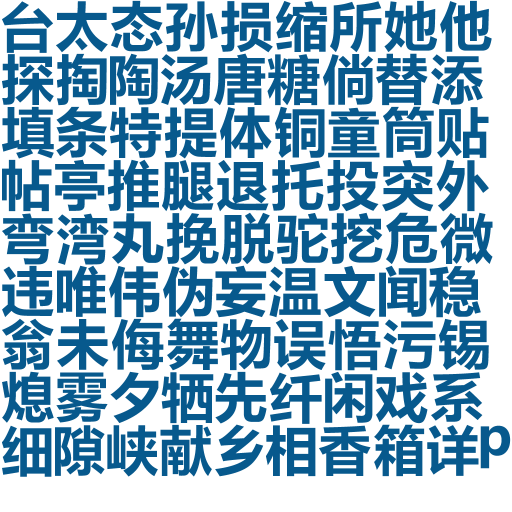 台太态孙损缩所她他
探掏陶汤唐糖倘替添
填条特提体铜童筒贴
帖亭推腿退托投突外
弯湾丸挽脱驼挖危微
违唯伟伪妄温文闻稳
翁未侮舞物误悟污锡
熄雾夕牺先纤闲戏系
细隙峡献乡相香箱详p